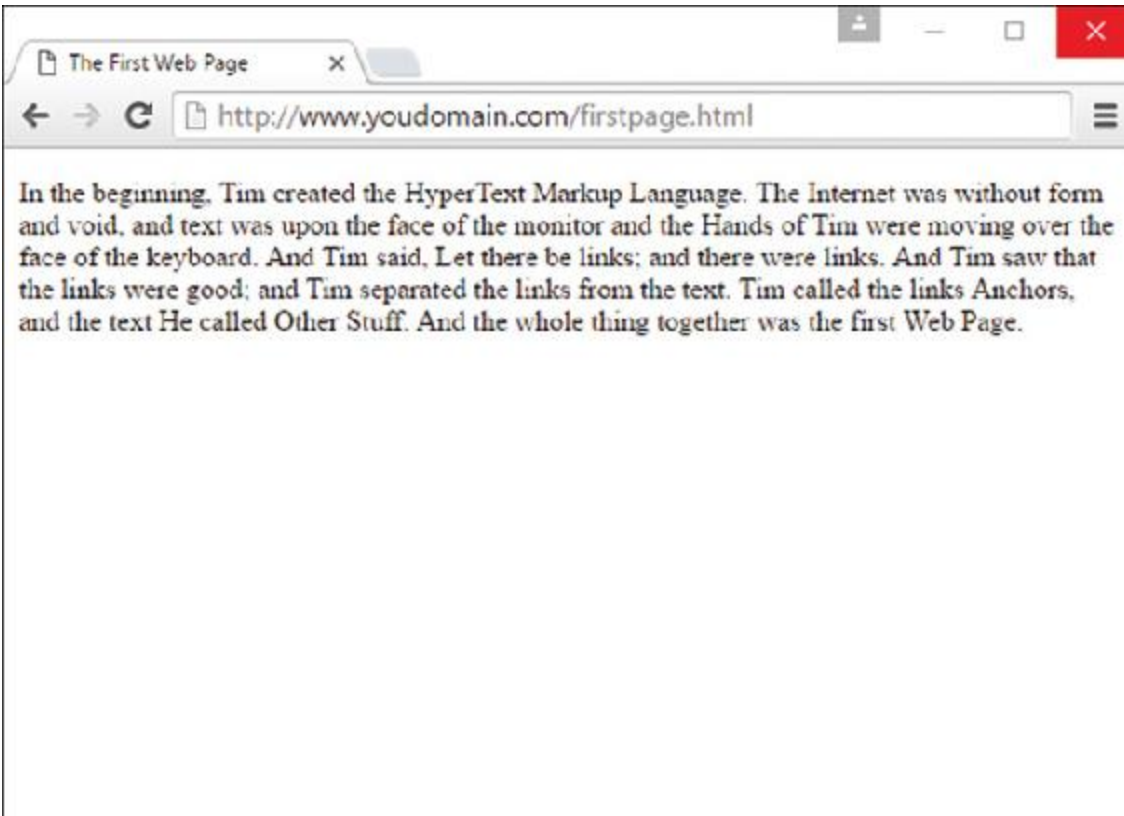 The First Web Page
http://www.youdomain.com/firstpage.html
In the beginning, Tim created the HyperText Markup Language. The Internet was without form
and void, and text was upon the face of the monitor and the Hands of Tim were moving over the
face of the keyboard. And Tim said, Let there be links; and there were links. And Tim saw that
the links were good; and Tim separated the links from the text. Tim called the links Anchors,
and the text He called Other Stuff. And the whole thing together was the first Web Page.